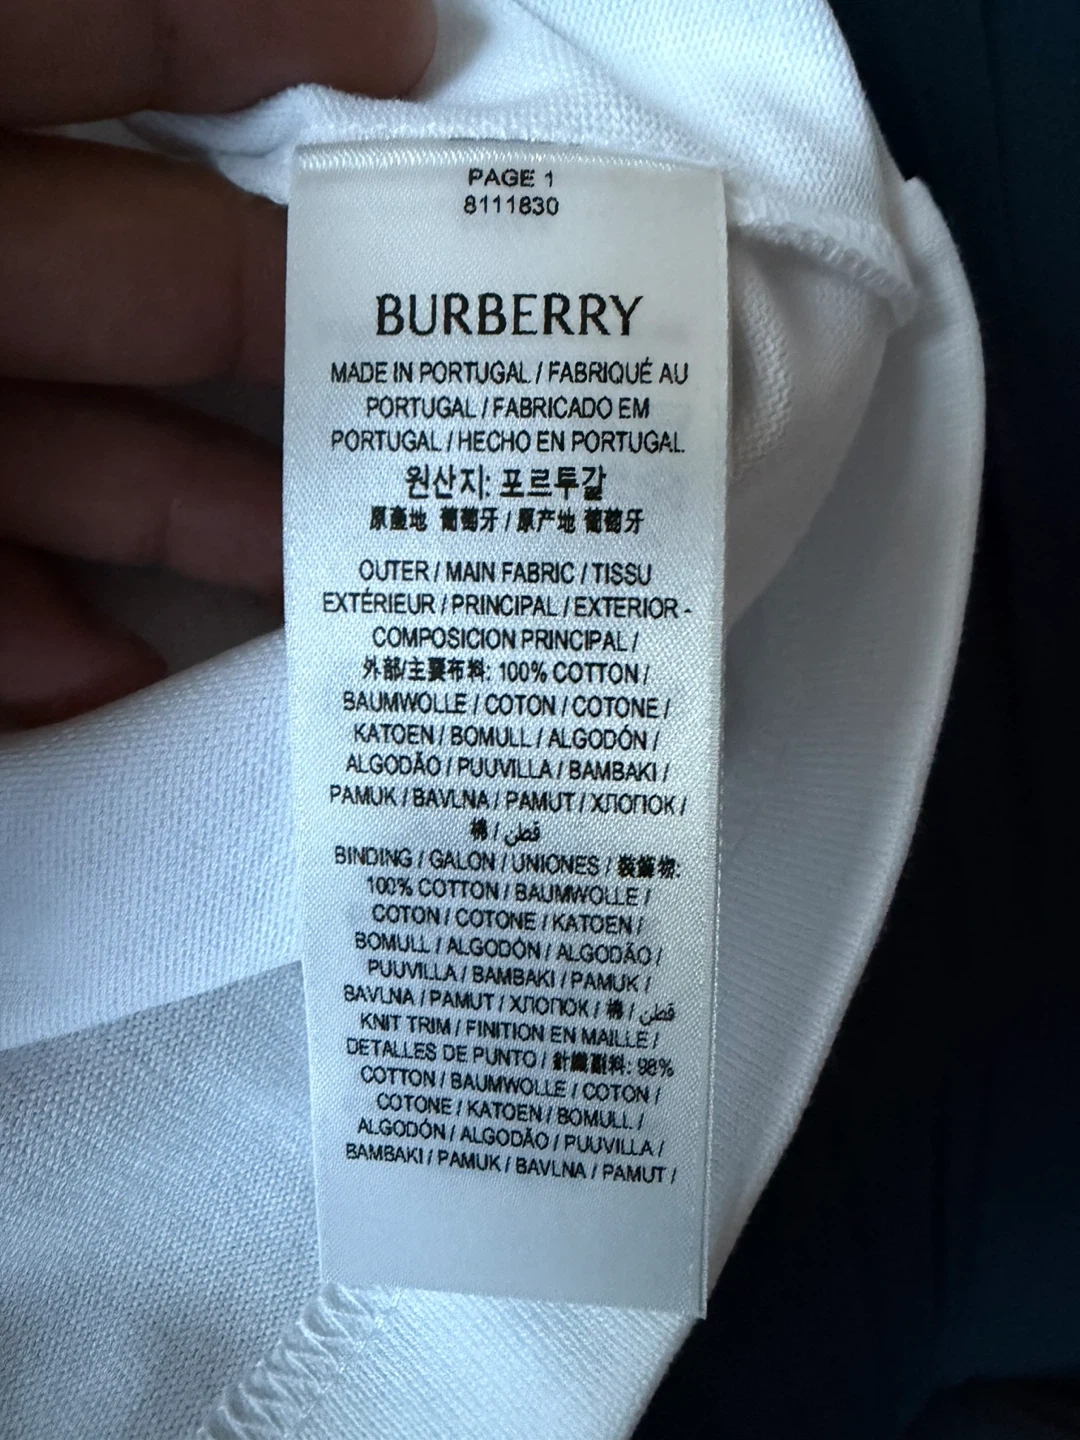 PAGE 1
8111830
BURBERRY
MADE IN PORTUGAL / FABRIQUÉ AU
PORTUGAL / FABRICADO EM
PORTUGAL / HECHO EN PORTUGAL
원산지: 포르투갈
原產地 葡萄牙 / 原产地 葡萄牙
OUTER / MAIN FABRIC / TISSU
EXTÉRIEUR / PRINCIPAL / EXTERIOR -
COMPOSICION PRINCIPAL /
外部/主要布料: 100% COTTON /
BAUMWOLLE / COTON / COTONE /
KATOEN / BOMULL / ALGODÓN /
ALGODÃO / PUUVILLA / BAMBAKI /
PAMUK / BAVLNA / PAMUT / ХЛОПОК /
棉 / قطن
BINDING / GALON / UNIONES / 裝飾物:
100% COTTON / BAUMWOLLE /
COTON / COTONE / KATOEN /
BOMULL / ALGODÓN / ALGODÃO /
PUUVILLA / BAMBAKI / PAMUK /
BAVLNA / PAMUT / ХЛОПОК / 棉 / قطن
KNIT TRIM / FINITION EN MAILLE /
DETALLES DE PUNTO / 針織副料: 98%
COTTON / BAUMWOLLE / COTON /
COTONE / KATOEN / BOMULL /
ALGODÓN / ALGODÃO / PUUVILLA /
BAMBAKI / PAMUK / BAVLNA / PAMUT /